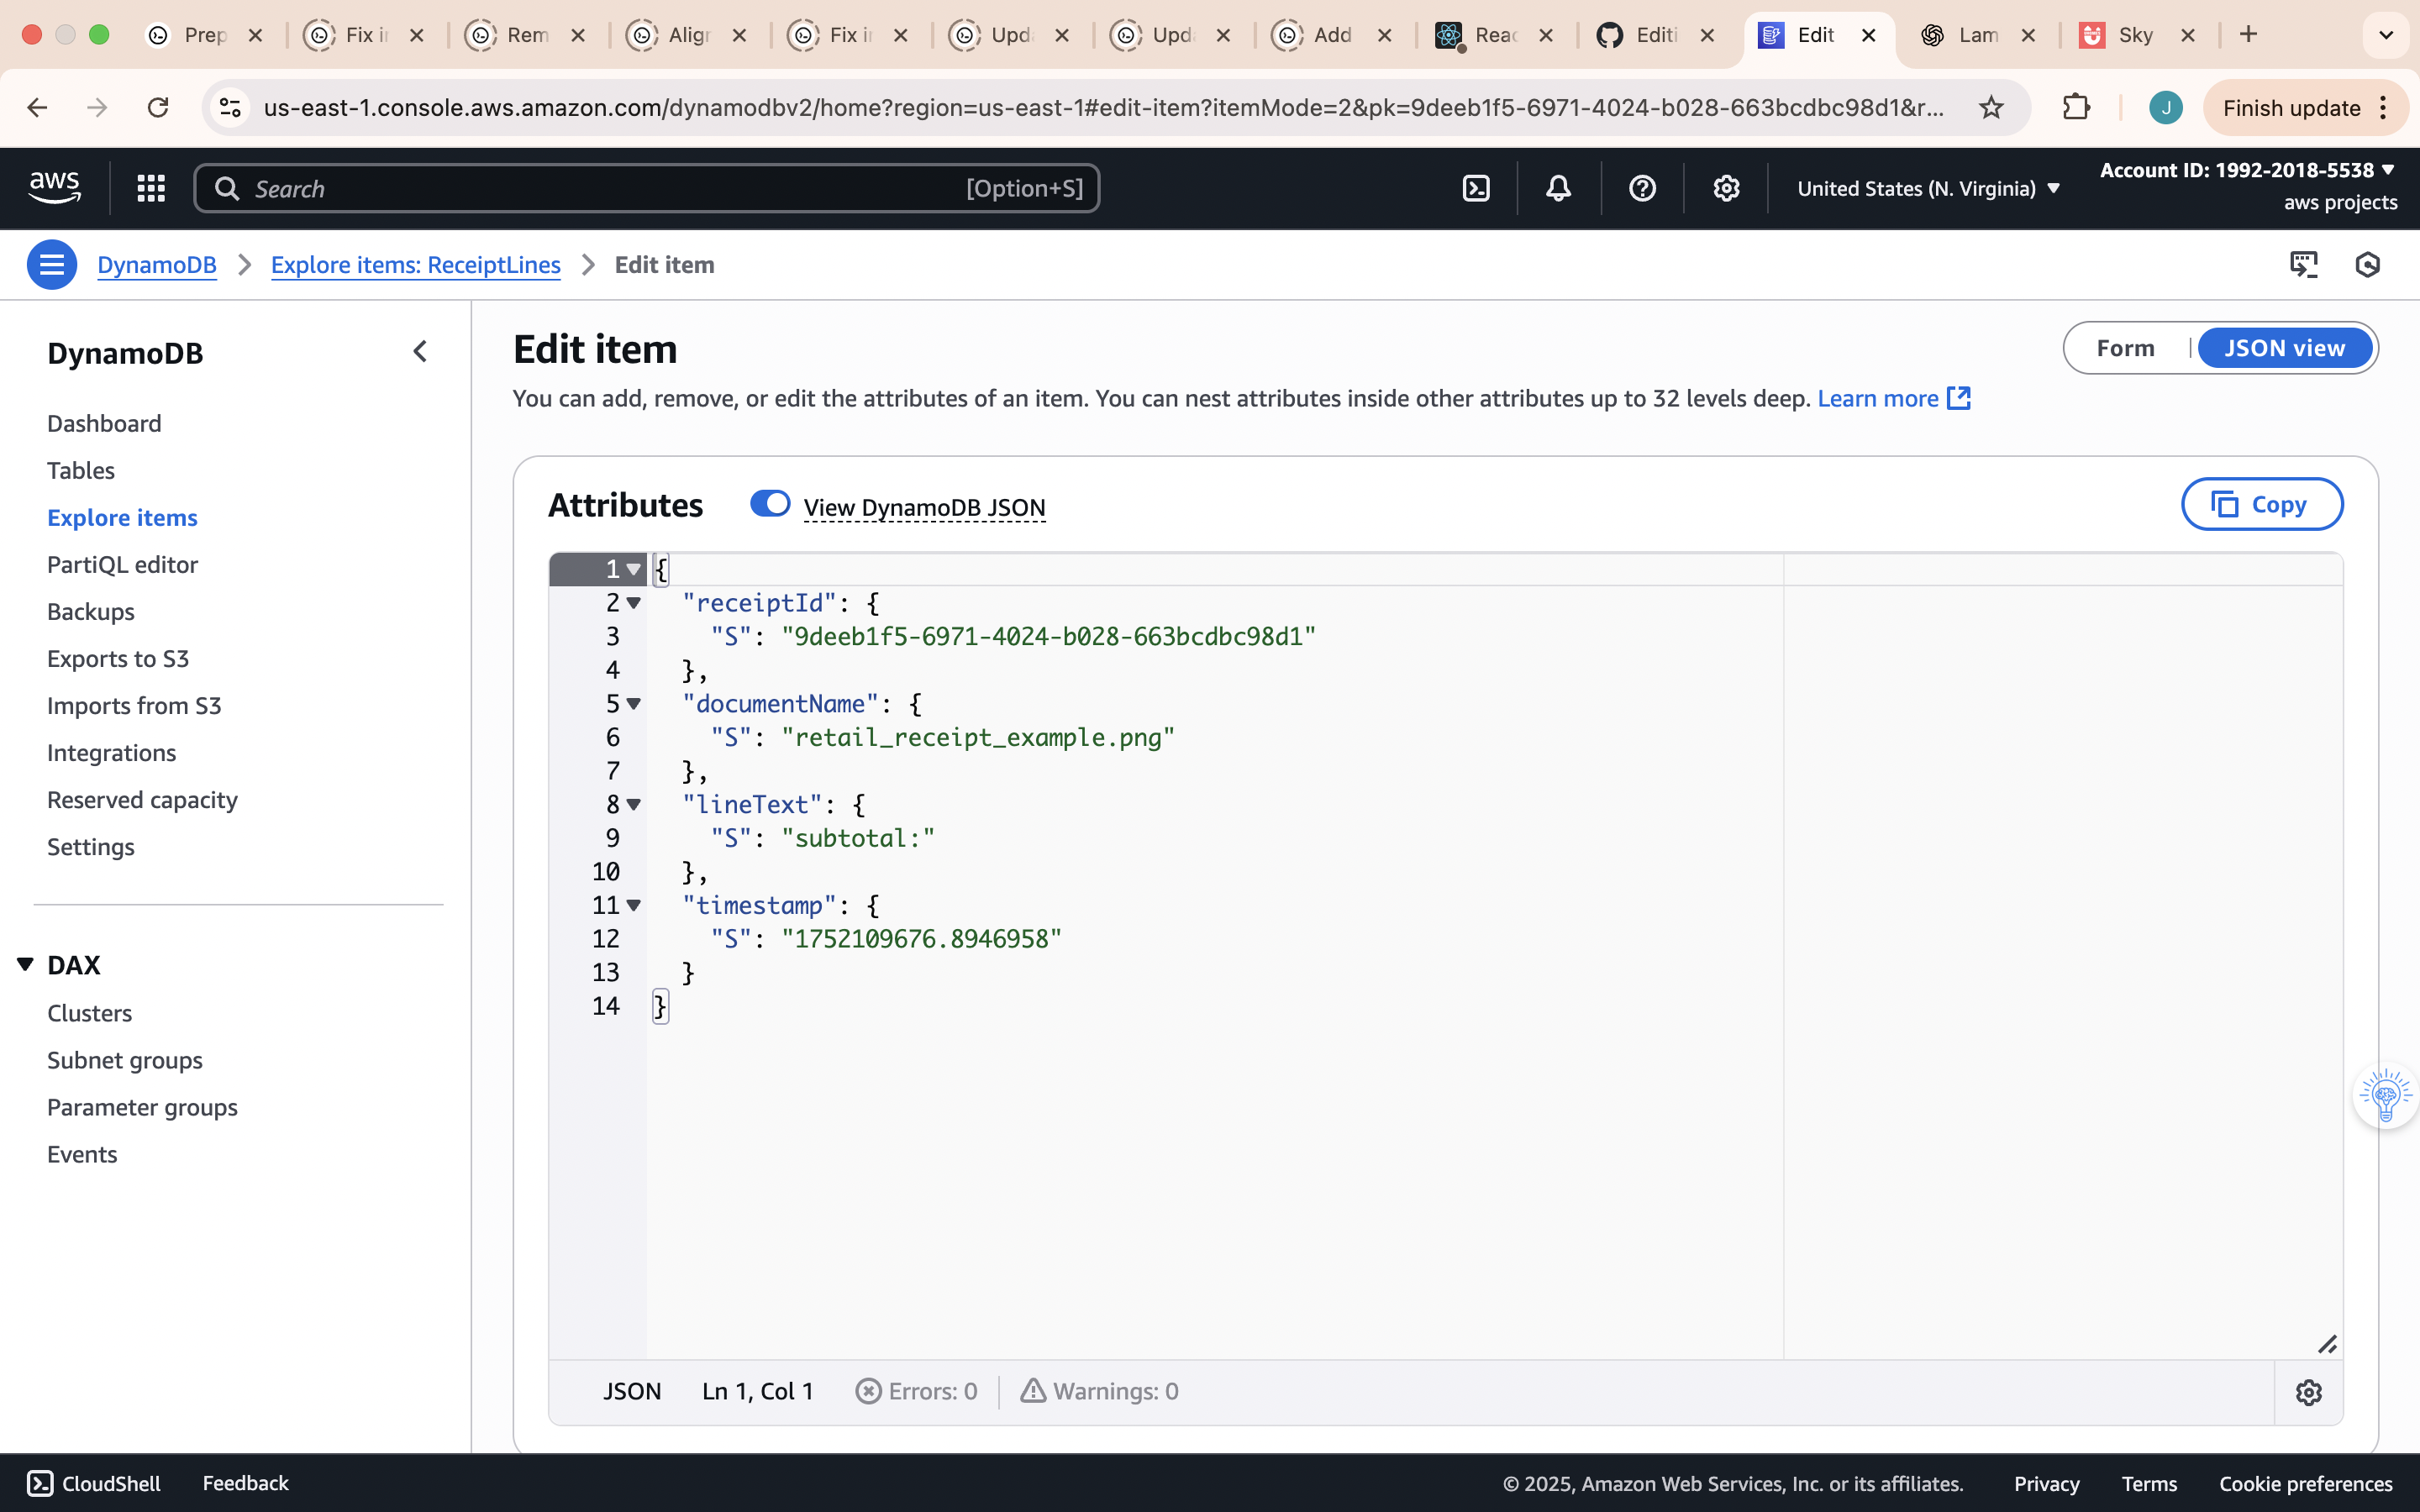 Prep
Fix i
Rem
Align
Fix i
Upda
Upda
Add
Reac
Editi
Edit
Lam
Sky
us-east-1.console.aws.amazon.com/dynamodbv2/home?region=us-east-1#edit-item?itemMode=2&pk=9deeb1f5-6971-4024-b028-663bcdbc98d1&r...
J
Finish update
aws
Search
[Option+S]
United States (N. Virginia)
Account ID: 1992-2018-5538
aws projects
DynamoDB
Explore items: ReceiptLines
Edit item
DynamoDB
Dashboard
Tables
Explore items
PartiQL editor
Backups
Exports to S3
Imports from S3
Integrations
Reserved capacity
Settings
DAX
Clusters
Subnet groups
Parameter groups
Events
Edit item
Form
JSON view
You can add, remove, or edit the attributes of an item. You can nest attributes inside other attributes up to 32 levels deep. Learn more
Attributes
View DynamoDB JSON
Copy
1 {
2 "receiptId": {
3 "S": "9deeb1f5-6971-4024-b028-663bcdbc98d1"
4 },
5 "documentName": {
6 "S": "retail_receipt_example.png"
7 },
8 "lineText": {
9 "S": "subtotal:"
10 },
11 "timestamp": {
12 "S": "1752109676.8946958"
13 }
14 }
JSON
Ln 1, Col 1
Errors: 0
Warnings: 0
CloudShell
Feedback
© 2025, Amazon Web Services, Inc. or its affiliates.
Privacy
Terms
Cookie preferences